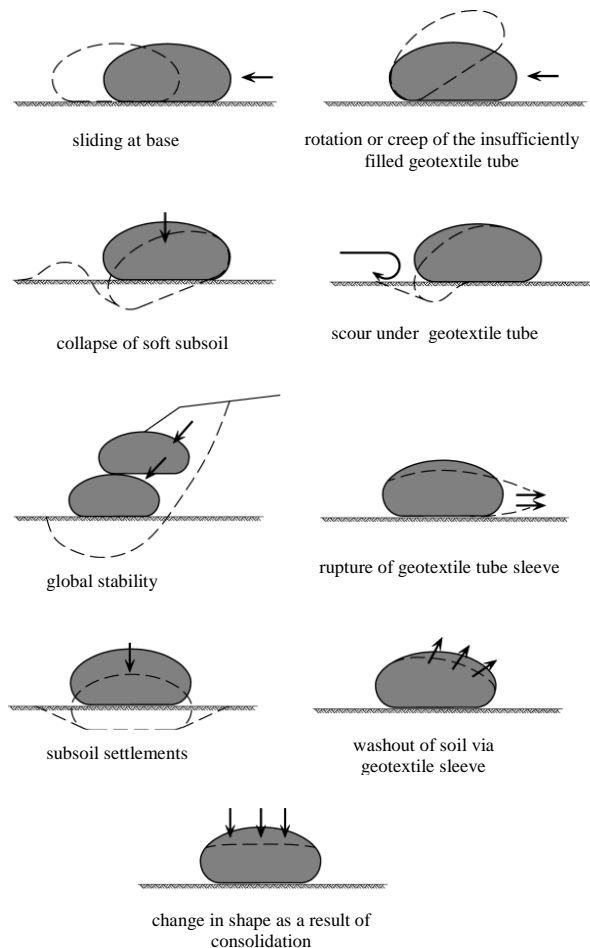 sliding at base
rotation or creep of the insufficiently
filled geotextile tube
collapse of soft subsoil
scour under geotextile tube
global stability
rupture of geotextile tube sleeve
subsoil settlements
washout of soil via
geotextile sleeve
change in shape as a result of
consolidation